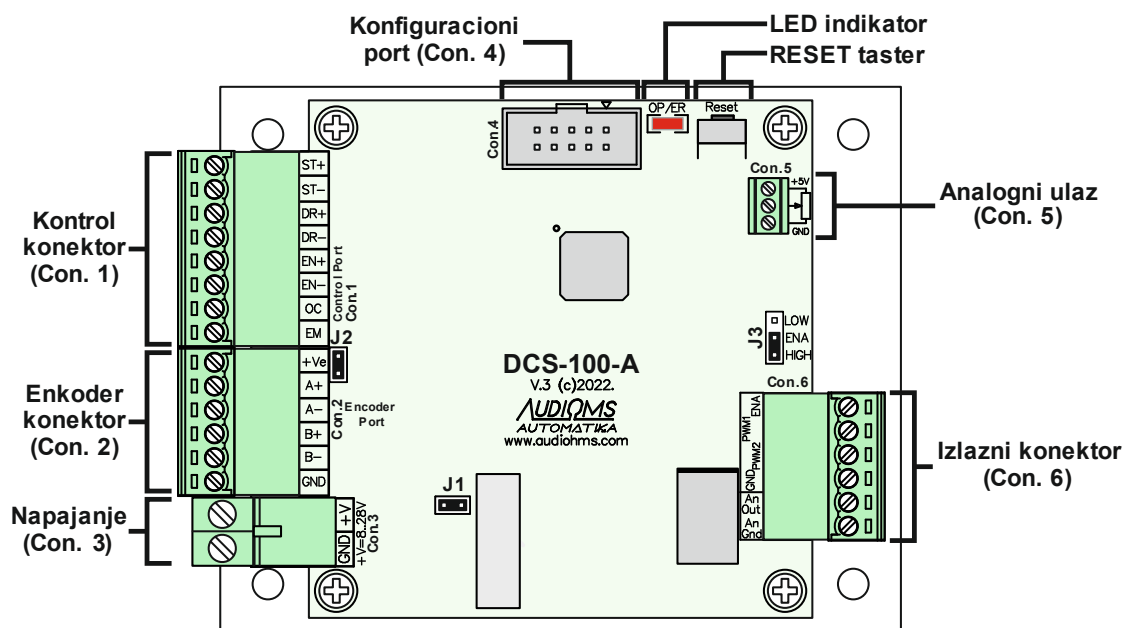 Konfiguracioni
port (Con. 4)
LED indikator
RESET taster
OP/ER
Reset
Con.4
Kontrol
konektor
(Con. 1)
ST+
ST-
DR+
DR-
EN+
EN-
OC
EM
Control Port
Con.1
Con.5
+5V
GND
Analogni ulaz
(Con. 5)
J2
J3
LOW
ENA
HIGH
Enkoder
konektor
(Con. 2)
+Ve
A+
A-
B+
B-
GND
Con.2
Encoder
Port
DCS-100-A
V.3 (c)2022.
AUDIOMS
AUTOMATIKA
www.audiohms.com
Con.6
ENA
PWM1
PWM2
GND
An
Out
An
Gnd
Izlazni konektor
(Con. 6)
J1
Napajanje
(Con. 3)
+V
GND
+V=8..28V
Con.3